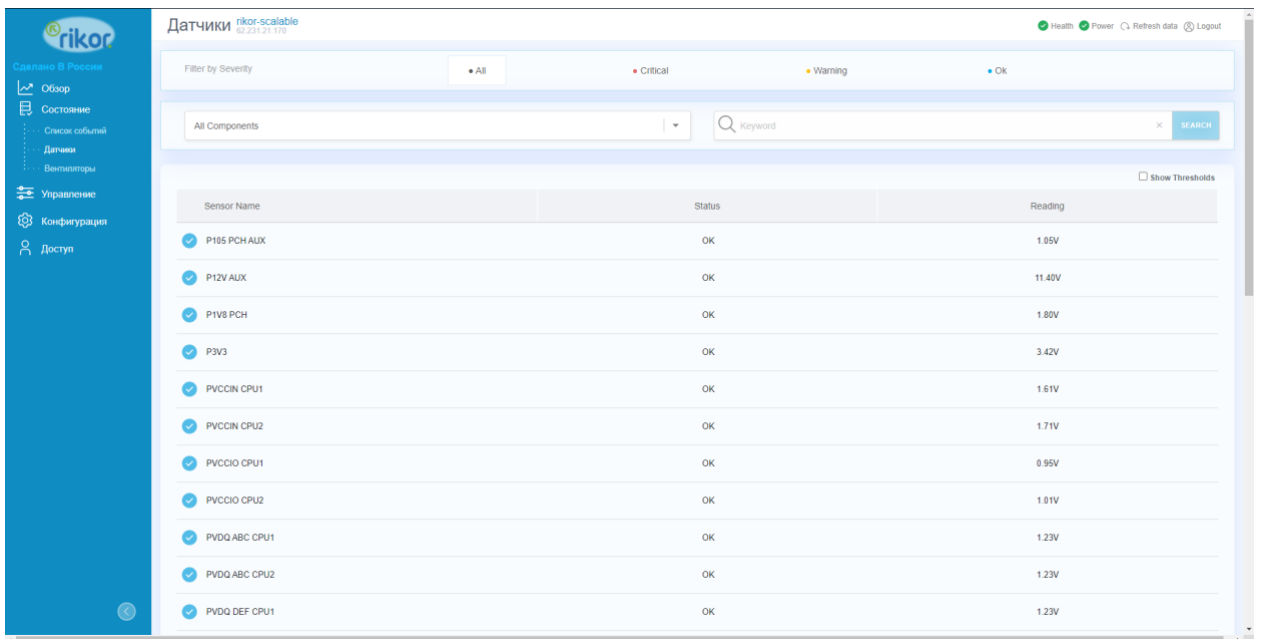 rikor
Сделано В России
Обзор
Состояние
Список событий
Датчики
Вентиляторы
Управление
Конфигурация
Доступ
Датчики rikor-scalable
62.231.21.178
Health Power Refresh data Logout
Filter by Severity All Critical Warning Ok
All Components Keyword SEARCH
Show Thresholds
Sensor Name Status Reading
P105 PCH AUX OK 1.05V
P12V AUX OK 11.40V
P1V8 PCH OK 1.80V
P3V3 OK 3.42V
PVCCIN CPU1 OK 1.61V
PVCCIN CPU2 OK 1.71V
PVCCIO CPU1 OK 0.95V
PVCCIO CPU2 OK 1.01V
PVDQ ABC CPU1 OK 1.23V
PVDQ ABC CPU2 OK 1.23V
PVDQ DEF CPU1 OK 1.23V